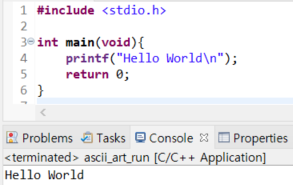 1 #include <stdio.h>
2
3 int main(void){
4     printf("Hello World\n");
5     return 0;
6 }
7
Problems Tasks Console Properties
<terminated> ascii_art_run [C/C++ Application]
Hello World